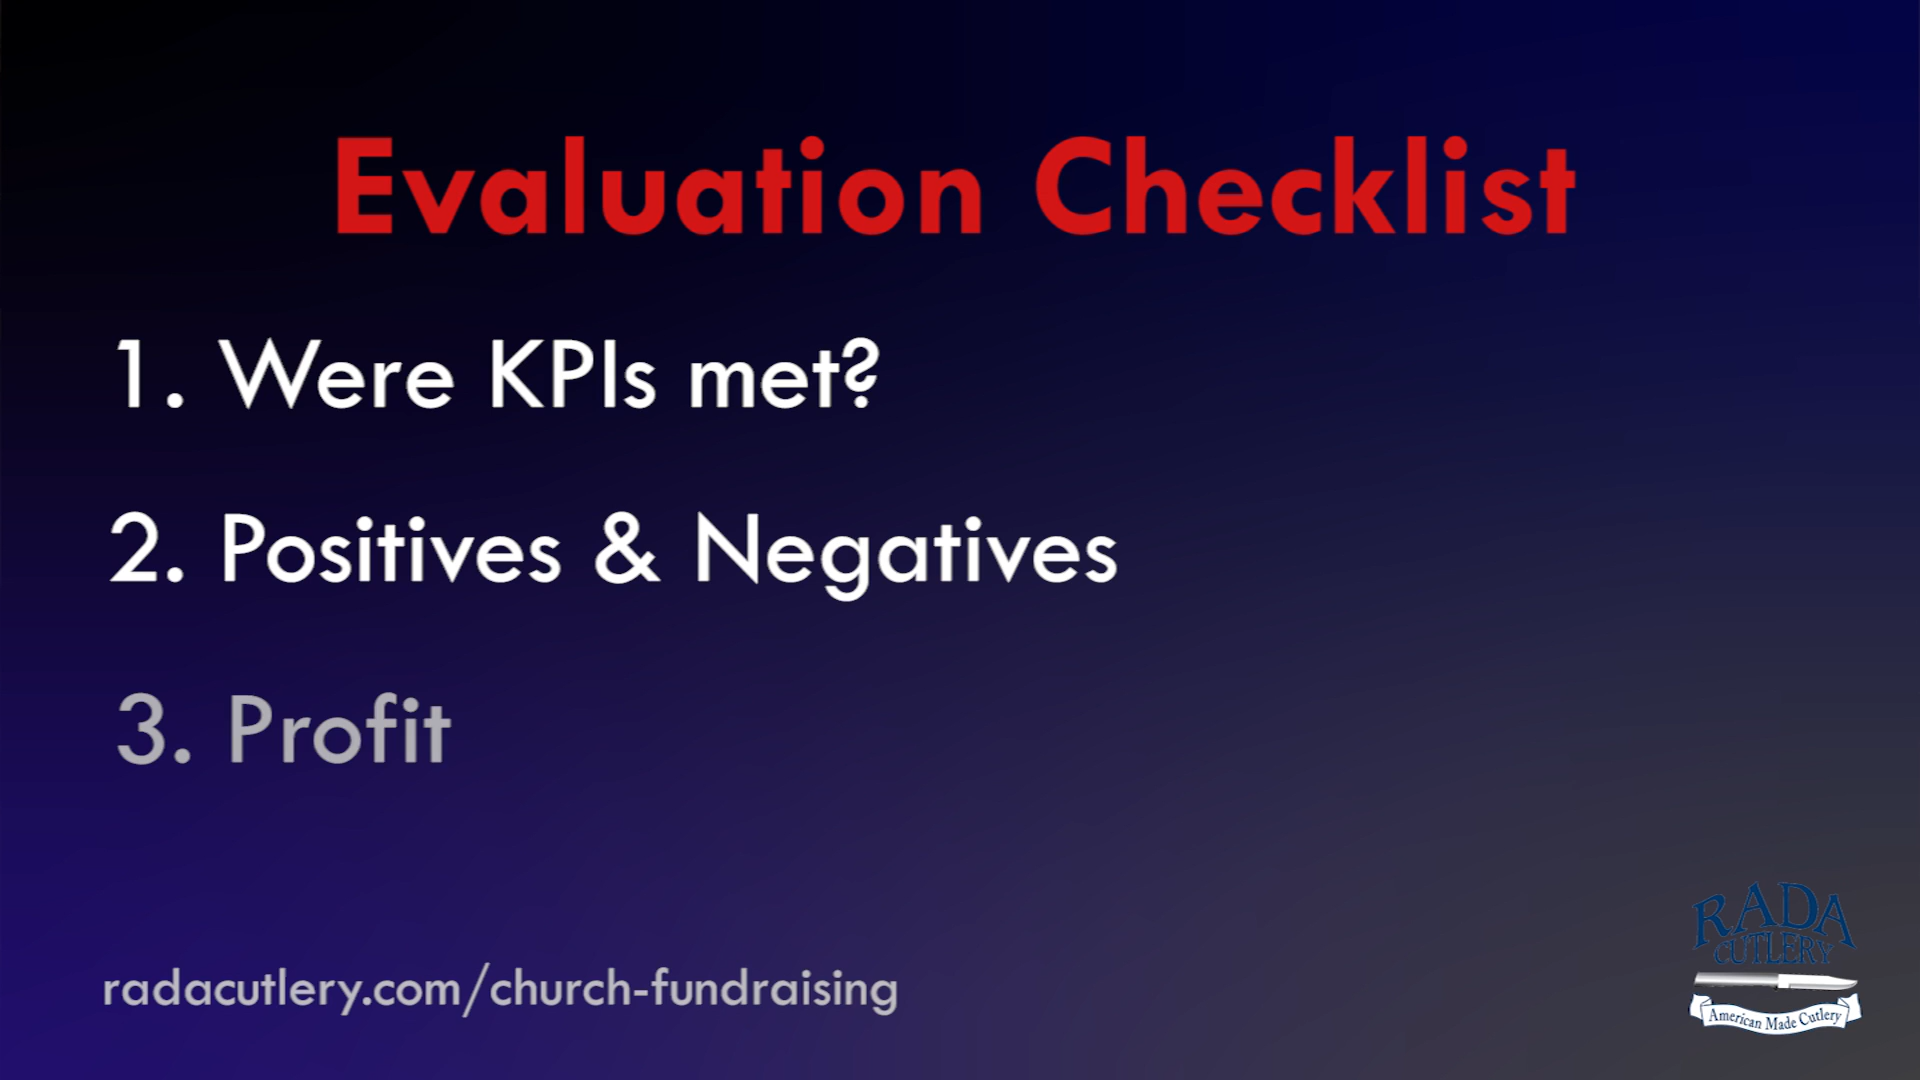 Evaluation Checklist
1. Were KPIs met?
2. Positives & Negatives
3. Profit
radacutlery.com/church-fundraising
RADA
CUTLERY
American Made Cutlery